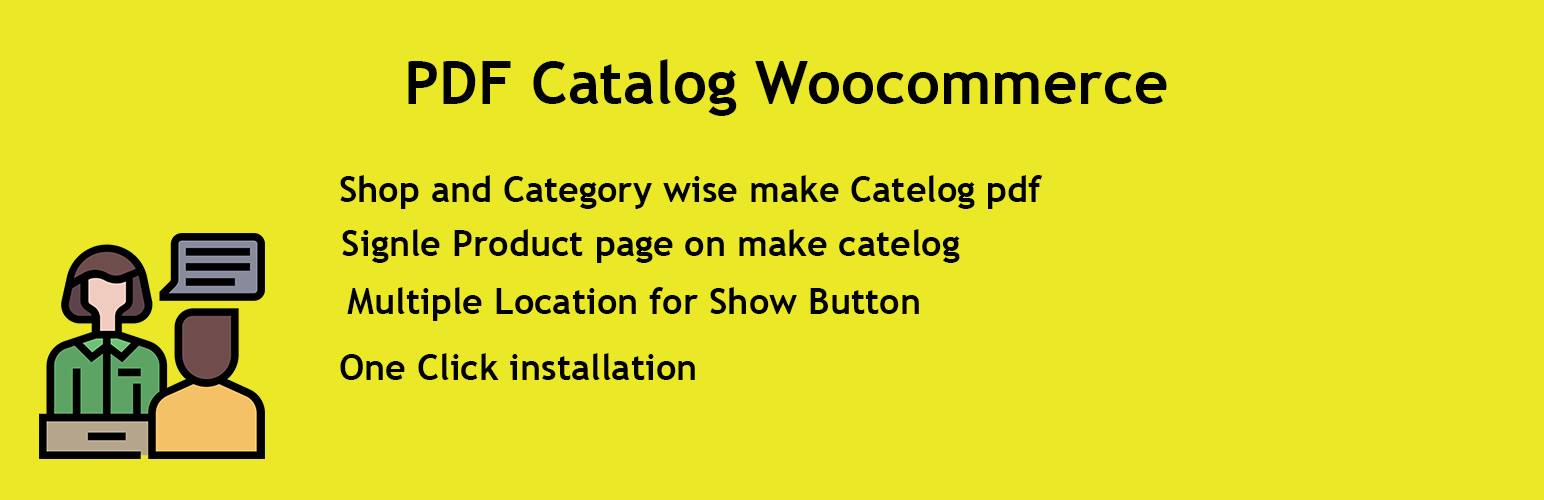 PDF Catalog Woocommerce
Shop and Category wise make Catelog pdf
Signle Product page on make catelog
Multiple Location for Show Button
One Click installation